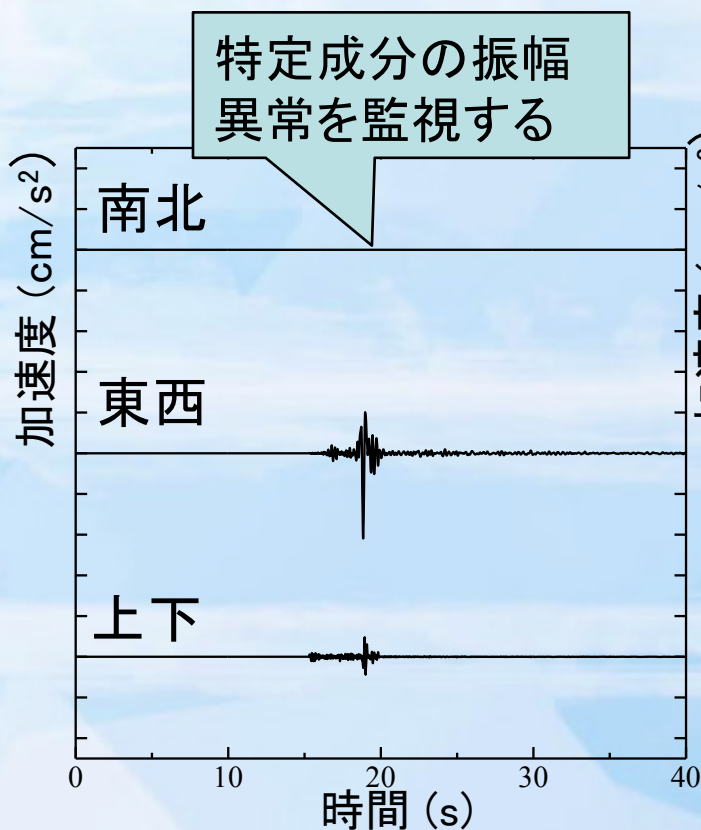 特定成分の振幅
異常を監視する
加速度 (cm/s²)
南北
東西
上下
0 10 20 30 40
時間 (s)